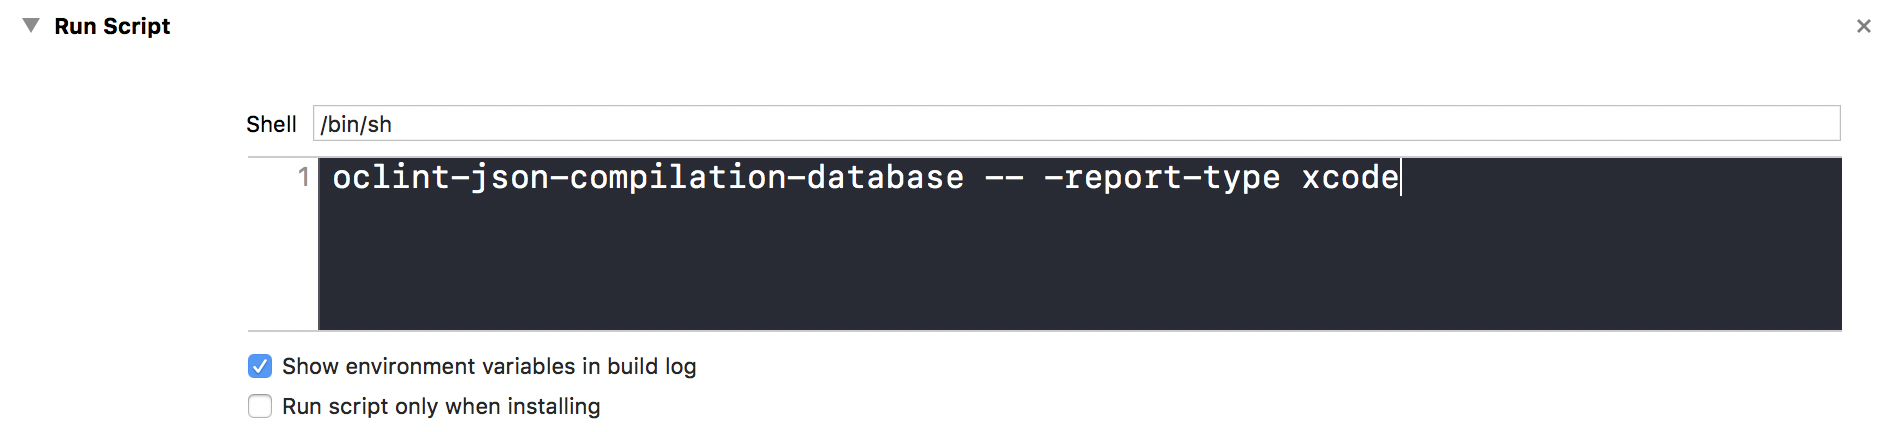 Run Script
Shell /bin/sh
1 oclint-json-compilation-database -- -report-type xcode
Show environment variables in build log
Run script only when installing